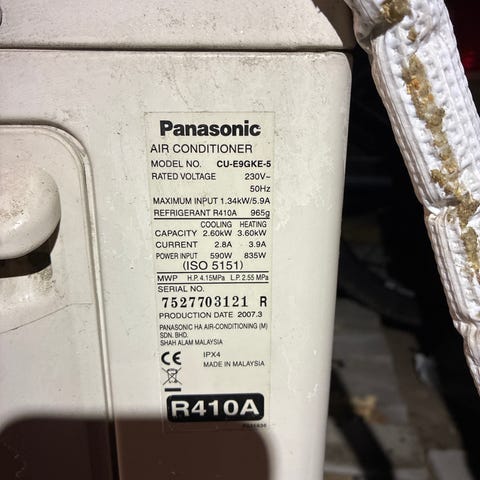 Panasonic
AIR CONDITIONER
MODEL NO. CU-E9GKE-5
RATED VOLTAGE 230V~
50Hz
MAXIMUM INPUT 1.34kW/5.9A
REFRIGERANT R410A 965g
COOLING HEATING
CAPACITY 2.60kW 3.60kW
CURRENT 2.8A 3.9A
POWER INPUT 590W 835W
(ISO 5151)
MWP H.P. 4.15MPa L.P. 2.55 MPa
SERIAL NO.
7527703121 R
PRODUCTION DATE 2007.3
PANASONIC HA AIR-CONDITIONING (M)
SDN. BHD.
SHAH ALAM MALAYSIA
CE IPX4
MADE IN MALAYSIA
R410A